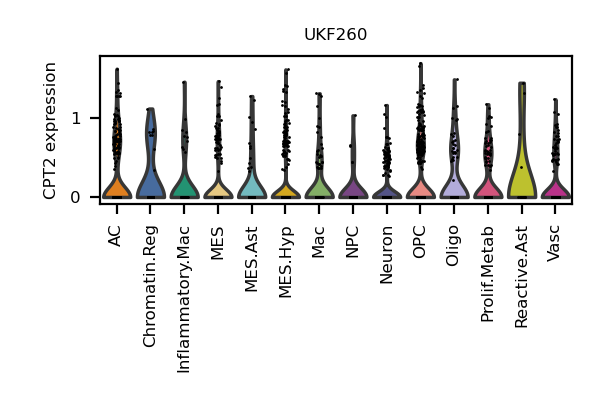 UKF260
CPT2 expression
1
0
AC
Chromatin.Reg
Inflammatory.Mac
MES
MES.Ast
MES.Hyp
Mac
NPC
Neuron
OPC
Oligo
Prolif.Metab
Reactive.Ast
Vasc